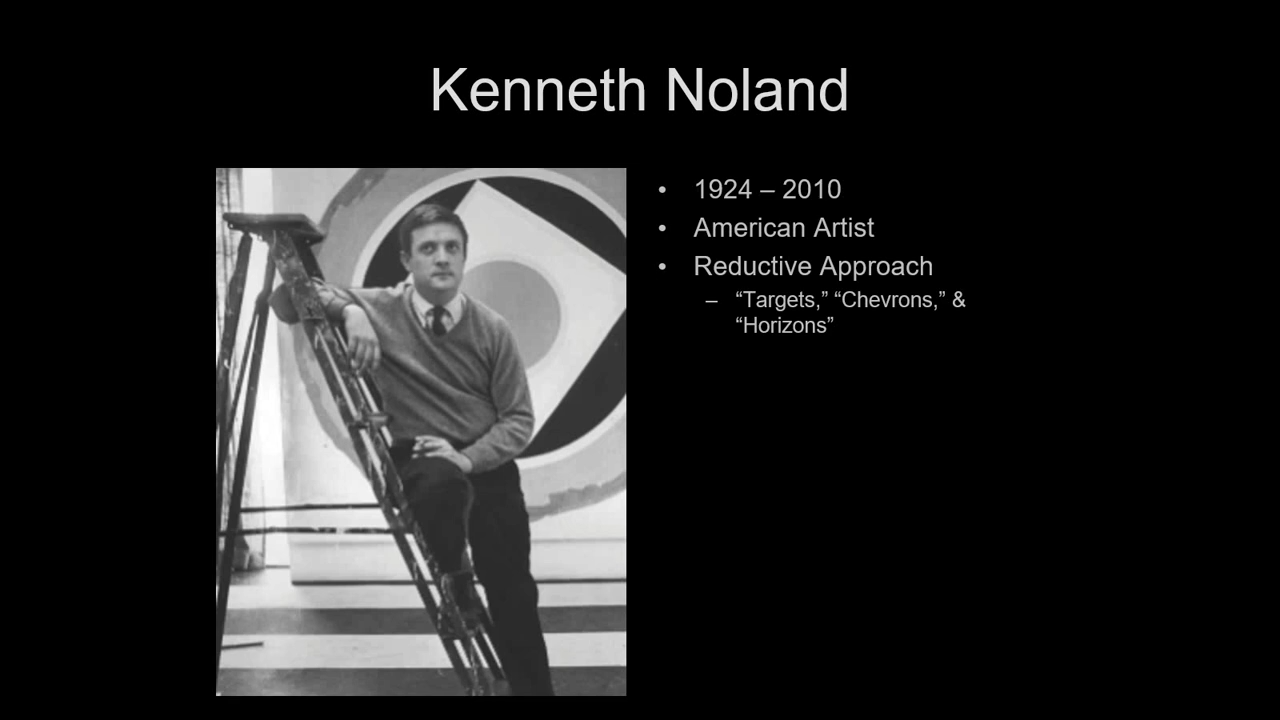 Kenneth Noland
• 1924 – 2010
• American Artist
• Reductive Approach
– “Targets,” “Chevrons,” &
“Horizons”